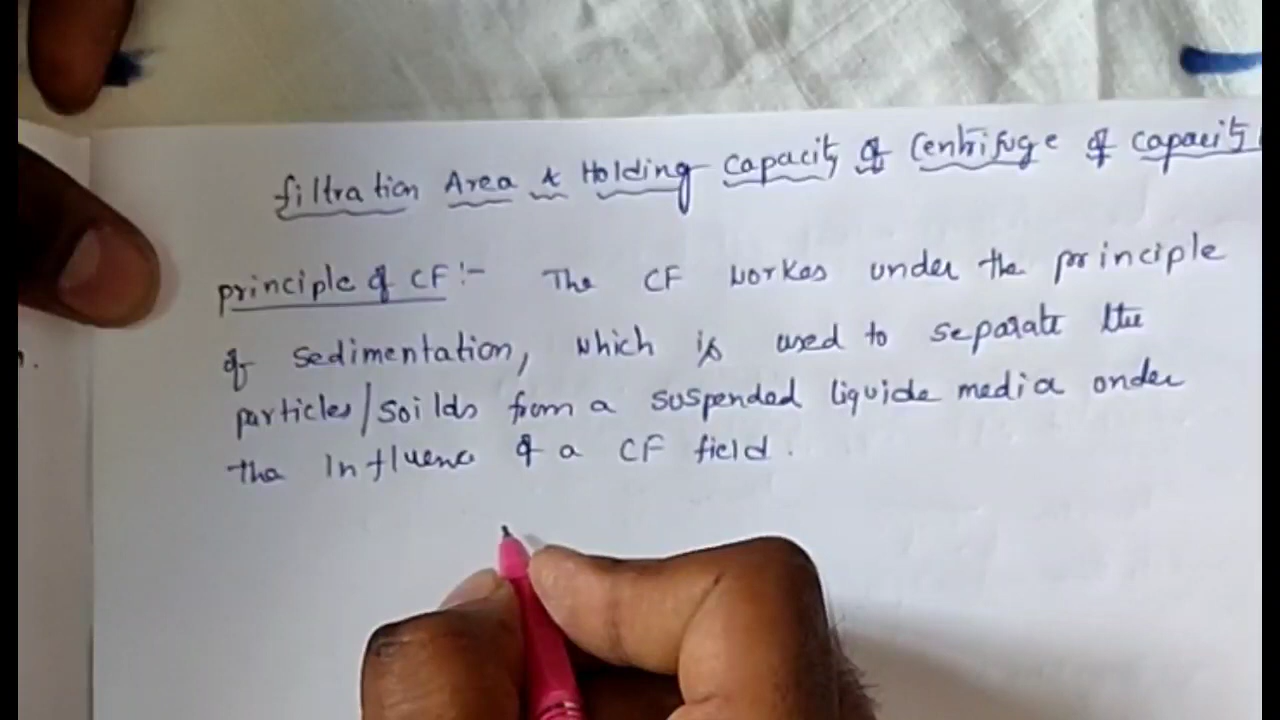 filtration Area & Holding capacity of Centrifuge of capacity
principle of CF:- The CF workes under the principle
of sedimentation, which is used to separate the
particles/soilds from a suspended liquide media under
the influence of a CF field.